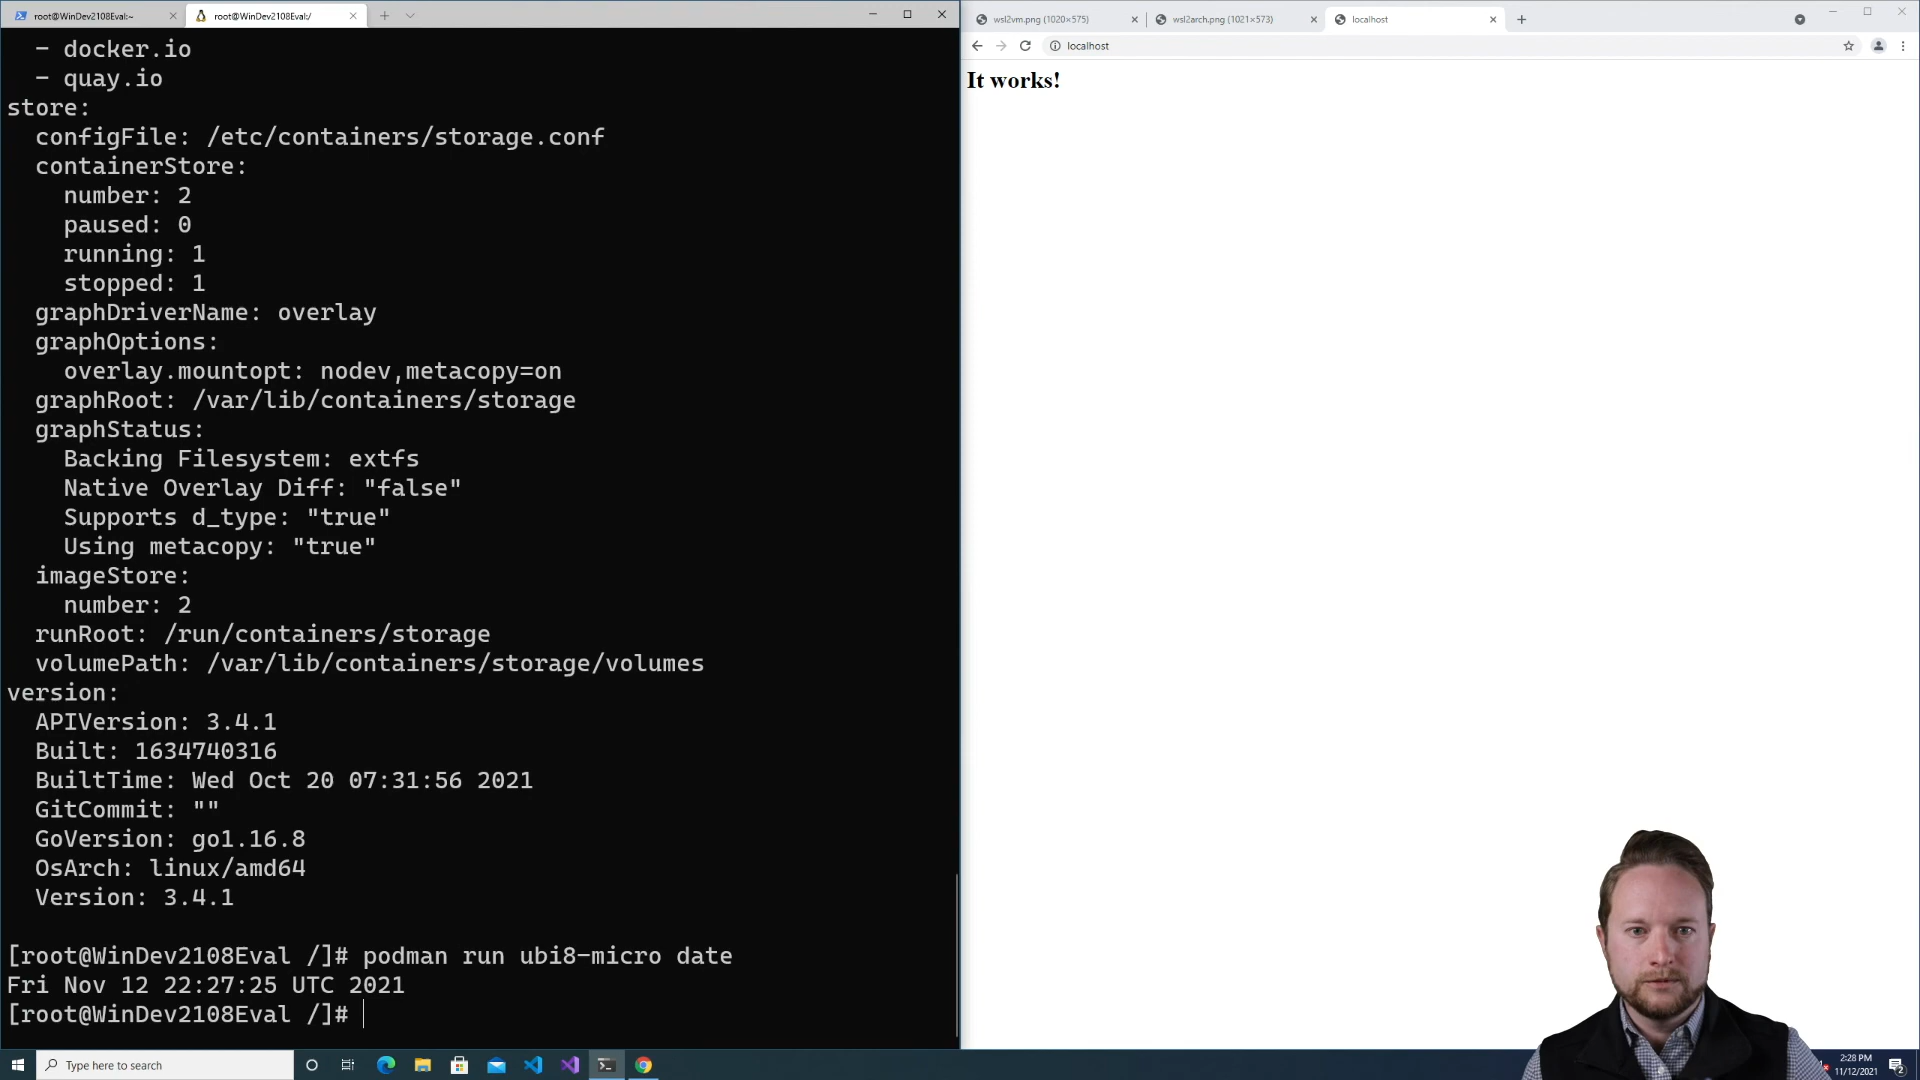 root@WinDev2108Eval:~
root@WinDev2108Eval:/
- docker.io
- quay.io
store:
configFile: /etc/containers/storage.conf
containerStore:
number: 2
paused: 0
running: 1
stopped: 1
graphDriverName: overlay
graphOptions:
overlay.mountopt: nodev,metacopy=on
graphRoot: /var/lib/containers/storage
graphStatus:
Backing Filesystem: extfs
Native Overlay Diff: "false"
Supports d_type: "true"
Using metacopy: "true"
imageStore:
number: 2
runRoot: /run/containers/storage
volumePath: /var/lib/containers/storage/volumes
version:
APIVersion: 3.4.1
Built: 1634740316
BuiltTime: Wed Oct 20 07:31:56 2021
GitCommit: ""
GoVersion: go1.16.8
OsArch: linux/amd64
Version: 3.4.1
[root@WinDev2108Eval /]# podman run ubi8-micro date
Fri Nov 12 22:27:25 UTC 2021
[root@WinDev2108Eval /]#
wsl2vm.png (1020×575)
wsl2arch.png (1021×573)
localhost
localhost
It works!
Type here to search
2:28 PM
11/12/2021
2